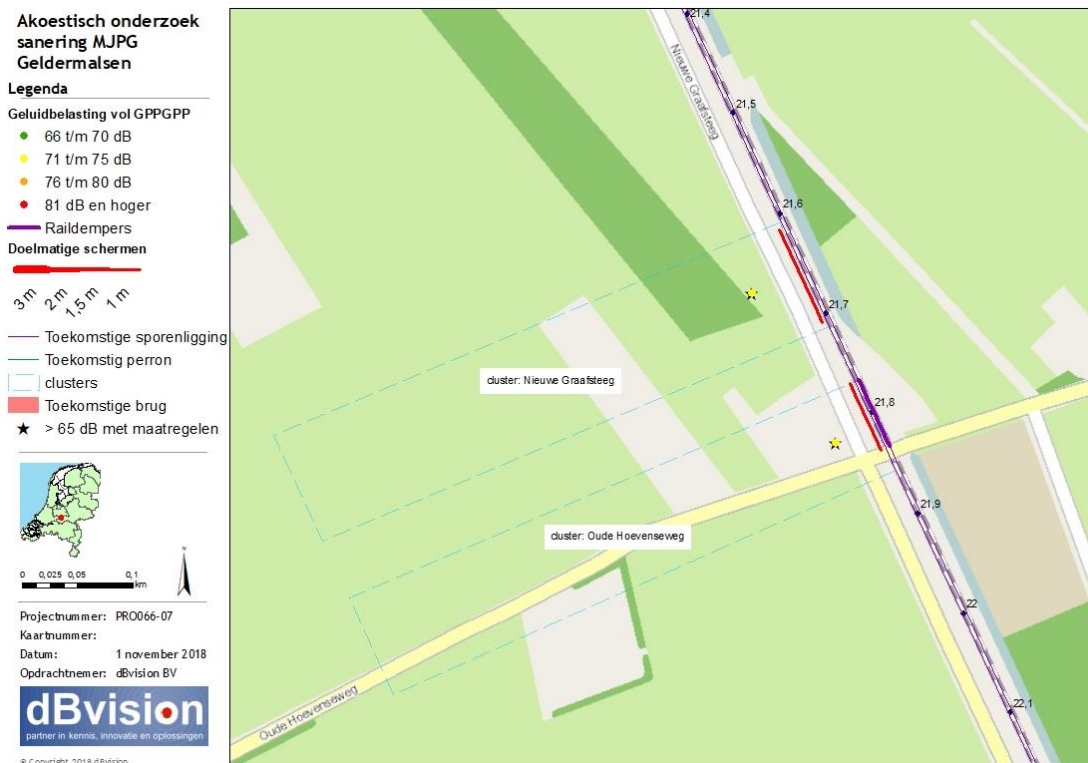 Akoestisch onderzoek
sanering MJPG
Geldermalsen
Legenda
Geluidbelasting vol GPPGPP
66 t/m 70 dB
71 t/m 75 dB
76 t/m 80 dB
81 dB en hoger
Raildempers
Doelmatige schermen
3 m
2 m
1,5 m
1 m
Toekomstige sporenligging
Toekomstig perron
clusters
Toekomstige brug
> 65 dB met maatregelen
N
0 0,025 0,05 0,1
km
Projectnummer: PRO066-07
Kaartnummer:
Datum: 1 november 2018
Opdrachtnemer: dBvision BV
dBvision
partner in kennis, innovatie en oplossingen
© Copyright 2018 dBvision
21,4
Nieuwe Graafsteeg
21,5
21,6
21,7
cluster: Nieuwe Graafsteeg
21,8
21,9
cluster: Oude Hoevenseweg
22
Oude Hoevenseweg
22,1